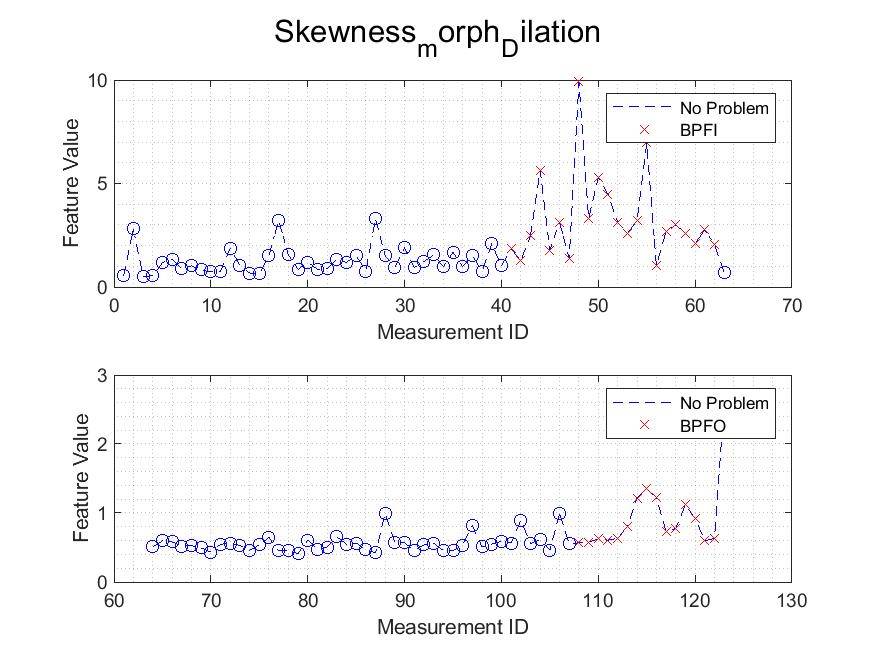 Skewness_morph_Dilation
10
5
0
Feature Value
No Problem
BPFI
0 10 20 30 40 50 60 70
Measurement ID
3
2
1
0
Feature Value
No Problem
BPFO
60 70 80 90 100 110 120 130
Measurement ID